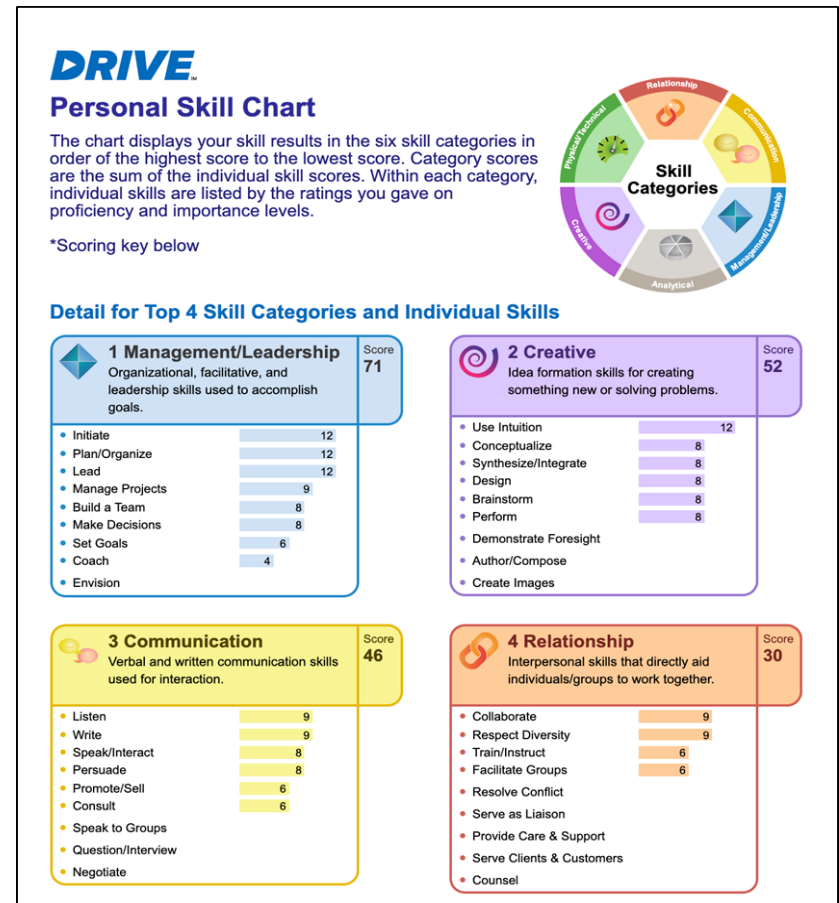 DRIVE™
Personal Skill Chart
The chart displays your skill results in the six skill categories in
order of the highest score to the lowest score. Category scores
are the sum of the individual skill scores. Within each category,
individual skills are listed by the ratings you gave on
proficiency and importance levels.
*Scoring key below
Relationship
Communication
Management/Leadership
Analytical
Creative
Physical/Technical
Skill
Categories
Detail for Top 4 Skill Categories and Individual Skills
1 Management/Leadership
Organizational, facilitative, and
leadership skills used to accomplish
goals.
Score
71
• Initiate 12
• Plan/Organize 12
• Lead 12
• Manage Projects 9
• Build a Team 8
• Make Decisions 8
• Set Goals 6
• Coach 4
• Envision
2 Creative
Idea formation skills for creating
something new or solving problems.
Score
52
• Use Intuition 12
• Conceptualize 8
• Synthesize/Integrate 8
• Design 8
• Brainstorm 8
• Perform 8
• Demonstrate Foresight
• Author/Compose
• Create Images
3 Communication
Verbal and written communication skills
used for interaction.
Score
46
• Listen 9
• Write 9
• Speak/Interact 8
• Persuade 8
• Promote/Sell 6
• Consult 6
• Speak to Groups
• Question/Interview
• Negotiate
4 Relationship
Interpersonal skills that directly aid
individuals/groups to work together.
Score
30
• Collaborate 9
• Respect Diversity 9
• Train/Instruct 6
• Facilitate Groups 6
• Resolve Conflict
• Serve as Liaison
• Provide Care & Support
• Serve Clients & Customers
• Counsel